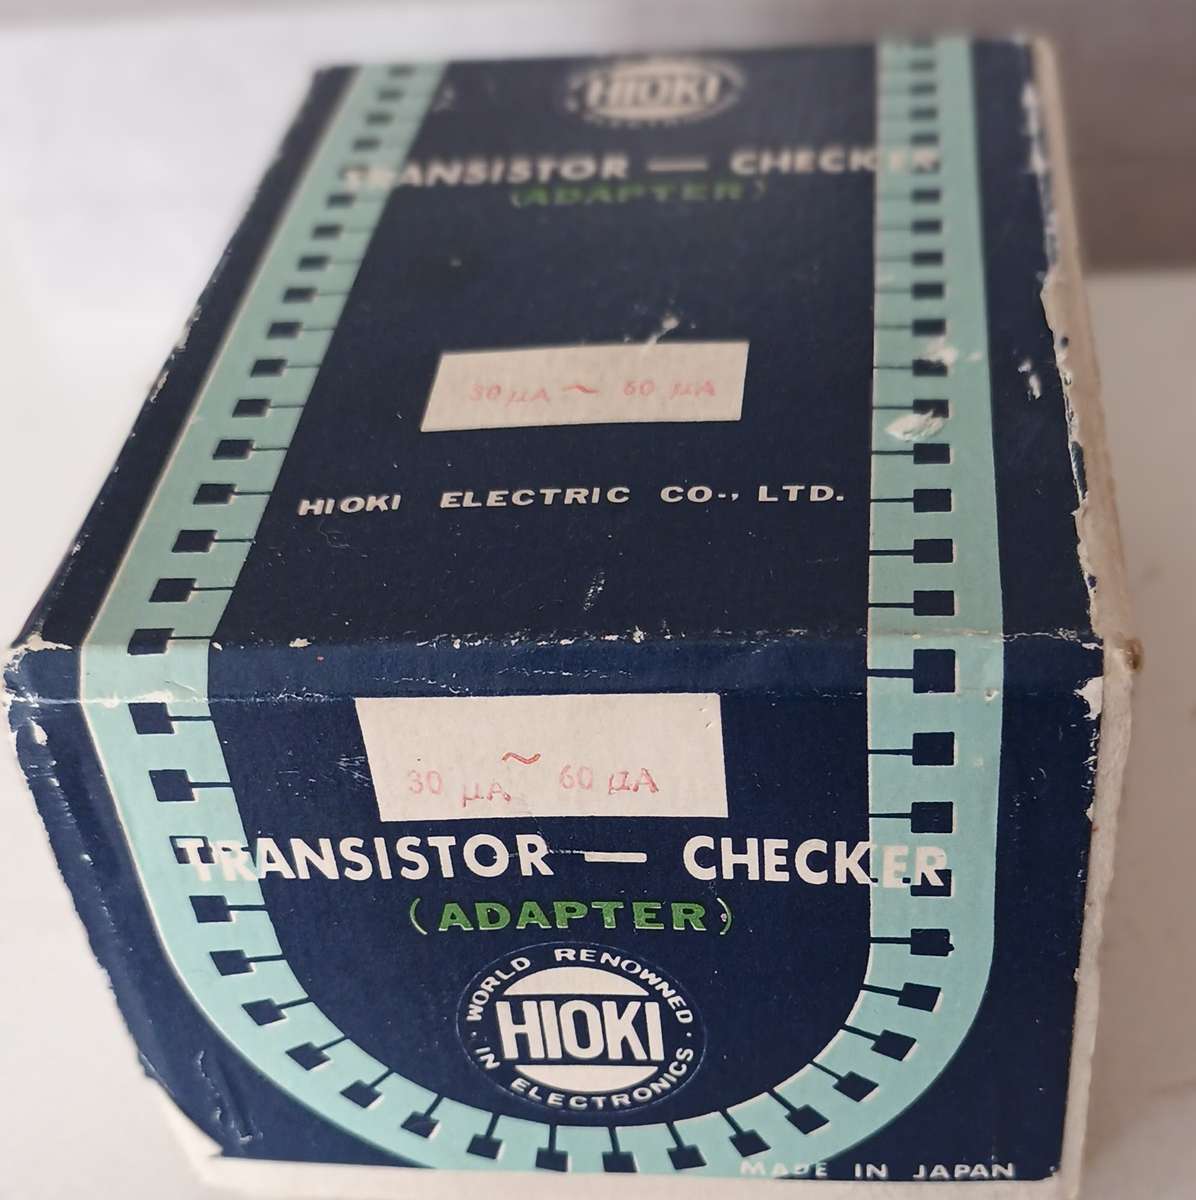 HIOKI
TRANSISTOR — CHECKER
(ADAPTER)
30 μA ~ 60 μA
HIOKI ELECTRIC CO., LTD.
30 μA ~ 60 μA
TRANSISTOR — CHECKER
(ADAPTER)
WORLD RENOWNED
HIOKI
IN ELECTRONICS
MADE IN JAPAN